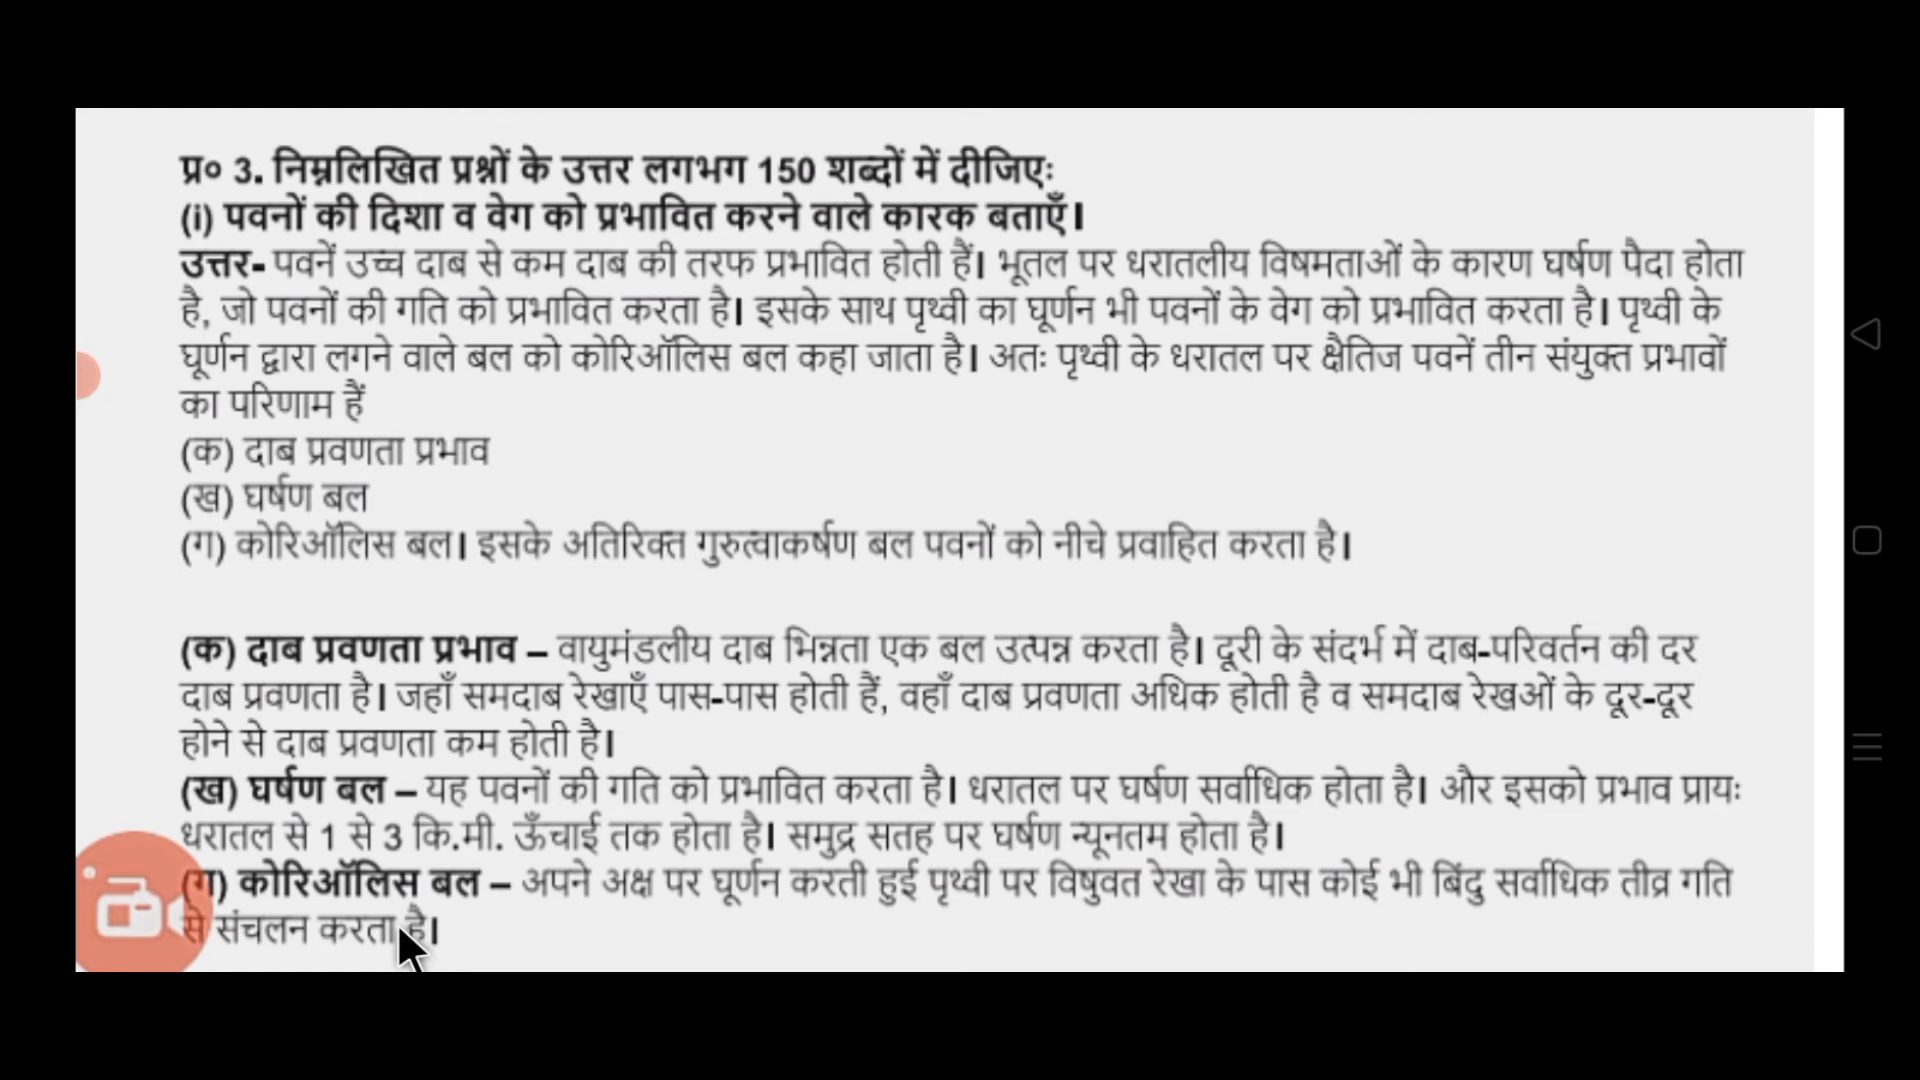 प्र० 3. निम्नलिखित प्रश्नों के उत्तर लगभग 150 शब्दों में दीजिएः
(i) पवनों की दिशा व वेग को प्रभावित करने वाले कारक बताएँ।
उत्तर- पवनें उच्च दाब से कम दाब की तरफ प्रभावित होती हैं। भूतल पर धरातलीय विषमताओं के कारण घर्षण पैदा होता
है, जो पवनों की गति को प्रभावित करता है। इसके साथ पृथ्वी का घूर्णन भी पवनों के वेग को प्रभावित करता है। पृथ्वी के
घूर्णन द्वारा लगने वाले बल को कोरिऑलिस बल कहा जाता है। अतः पृथ्वी के धरातल पर क्षैतिज पवनें तीन संयुक्त प्रभावों
का परिणाम हैं
(क) दाब प्रवणता प्रभाव
(ख) घर्षण बल
(ग) कोरिऑलिस बल। इसके अतिरिक्त गुरुत्वाकर्षण बल पवनों को नीचे प्रवाहित करता है।
(क) दाब प्रवणता प्रभाव – वायुमंडलीय दाब भिन्नता एक बल उत्पन्न करता है। दूरी के संदर्भ में दाब-परिवर्तन की दर
दाब प्रवणता है। जहाँ समदाब रेखाएँ पास-पास होती हैं, वहाँ दाब प्रवणता अधिक होती है व समदाब रेखओं के दूर-दूर
होने से दाब प्रवणता कम होती है।
(ख) घर्षण बल – यह पवनों की गति को प्रभावित करता है। धरातल पर घर्षण सर्वाधिक होता है। और इसको प्रभाव प्रायः
धरातल से 1 से 3 कि.मी. ऊँचाई तक होता है। समुद्र सतह पर घर्षण न्यूनतम होता है।
(ग) कोरिऑलिस बल – अपने अक्ष पर घूर्णन करती हुई पृथ्वी पर विषुवत रेखा के पास कोई भी बिंदु सर्वाधिक तीव्र गति
से संचलन करता है।